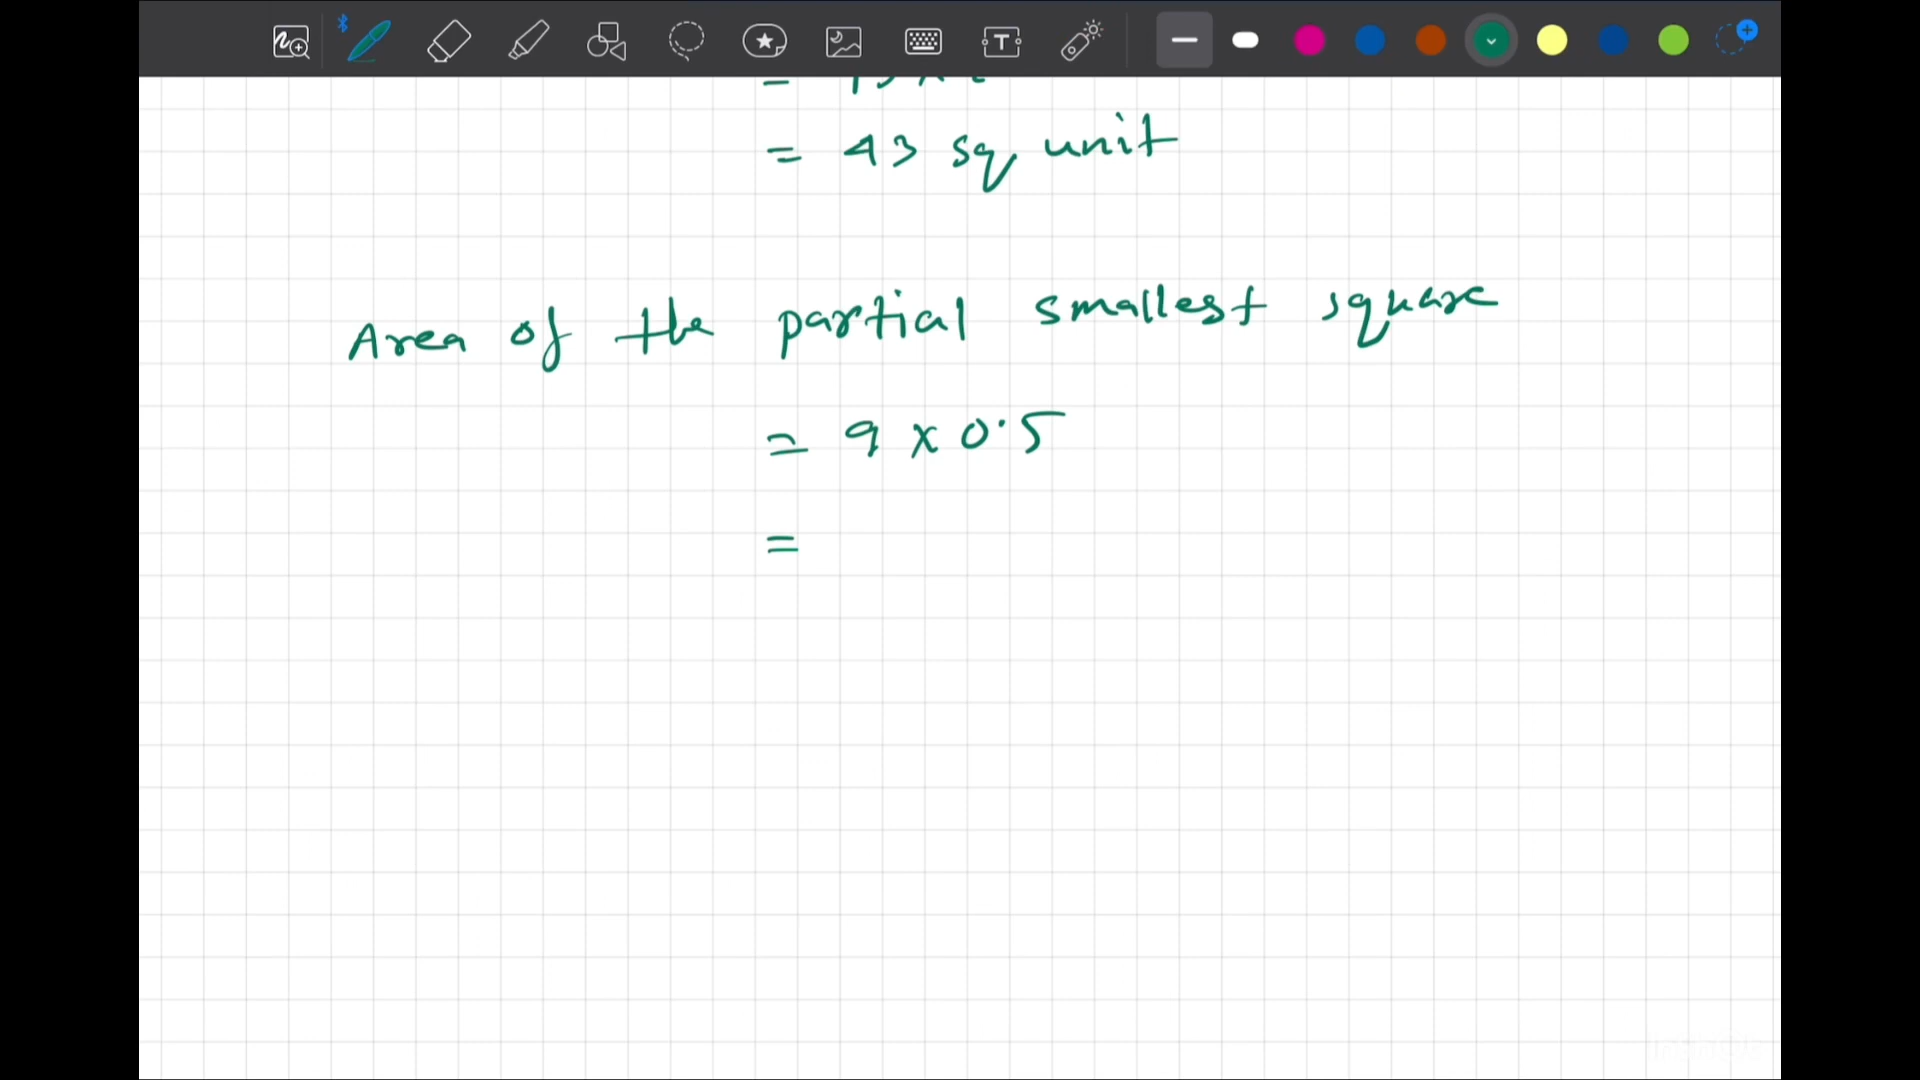 = 43 sq unit
Area of the partial smallest square
= 9 x 0.5
=